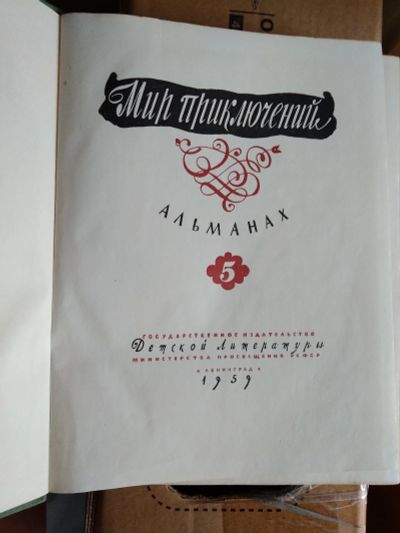 Мир приключений
АЛЬМАНАХ
5
ГОСУДАРСТВЕННОЕ ИЗДАТЕЛЬСТВО
Детской Литературы
МИНИСТЕРСТВА ПРОСВЕЩЕНИЯ РСФСР
ЛЕНИНГРАД
1959